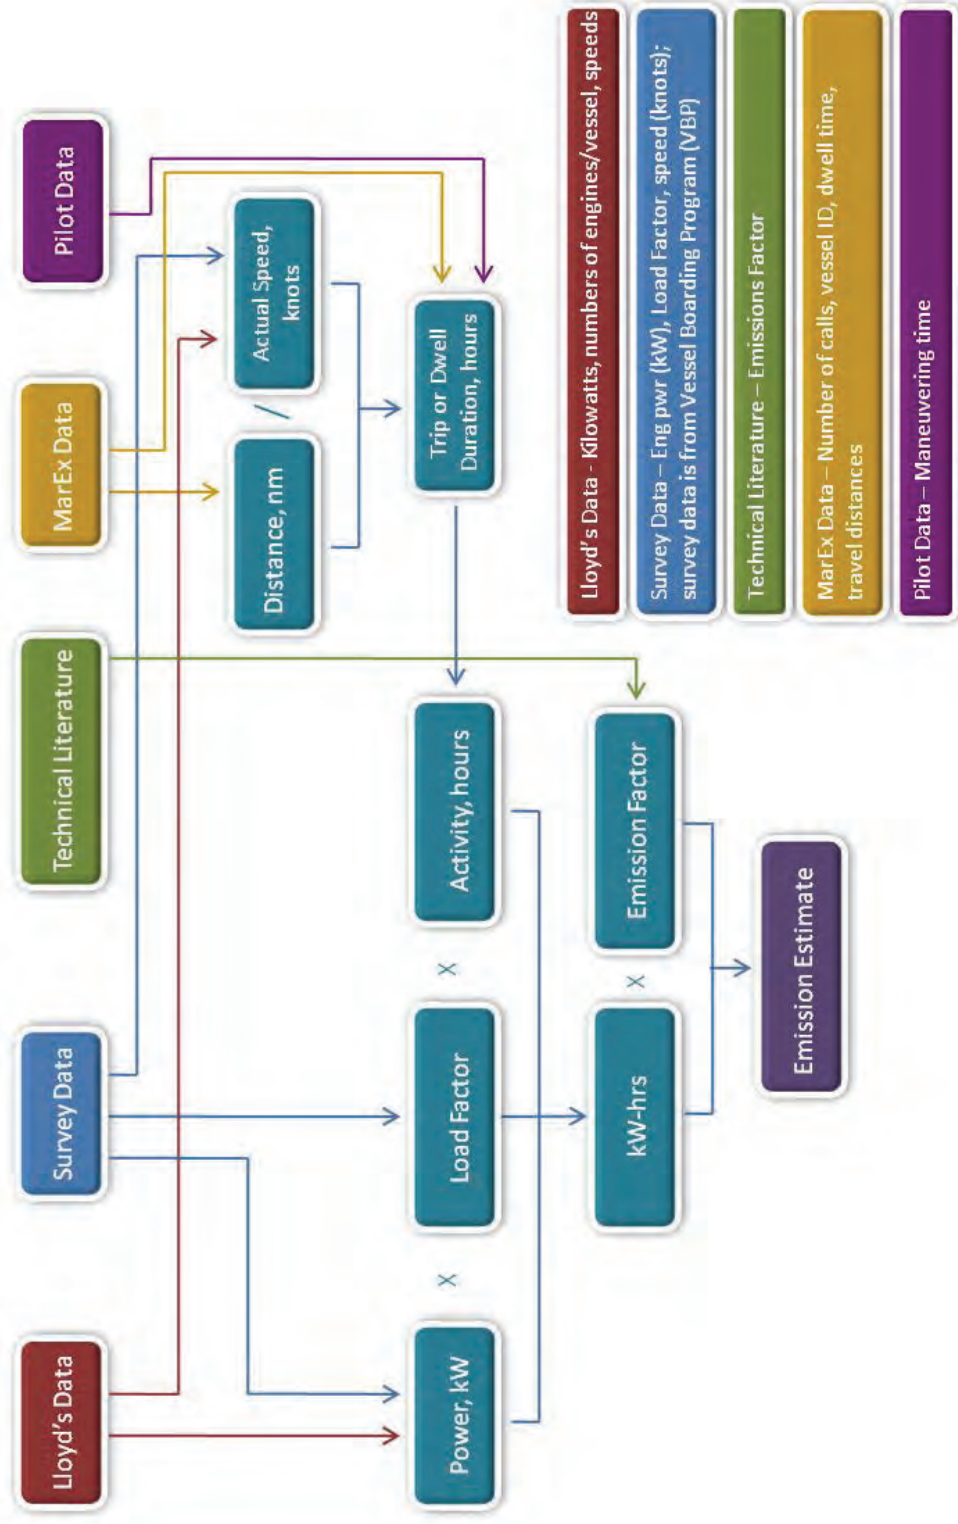 Lloyd's Data
Survey Data
Technical Literature
MarEx Data
Pilot Data
Distance, nm
/
Actual Speed,
knots
Power, kW
x
Load Factor
x
Activity, hours
Trip or Dwell
Duration, hours
kW-hrs
x
Emission Factor
Emission Estimate
Lloyd's Data - Kilowatts, numbers of engines/vessel, speeds
Survey Data – Eng pwr (kW), Load Factor, speed (knots);
survey data is from Vessel Boarding Program (VBP)
Technical Literature – Emissions Factor
MarEx Data – Number of calls, vessel ID, dwell time,
travel distances
Pilot Data – Maneuvering time